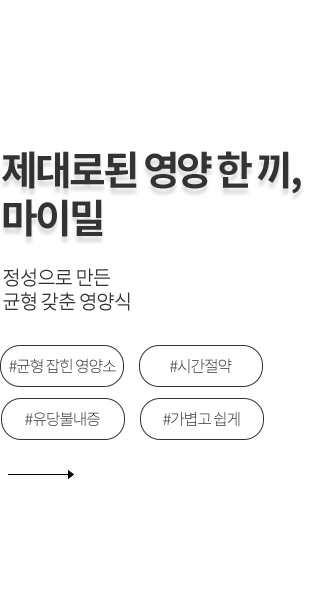 제대로된 영양 한 끼,
마이밀
정성으로 만든
균형 갖춘 영양식
#균형 잡힌 영양소
#시간절약
#유당불내증
#가볍고 쉽게